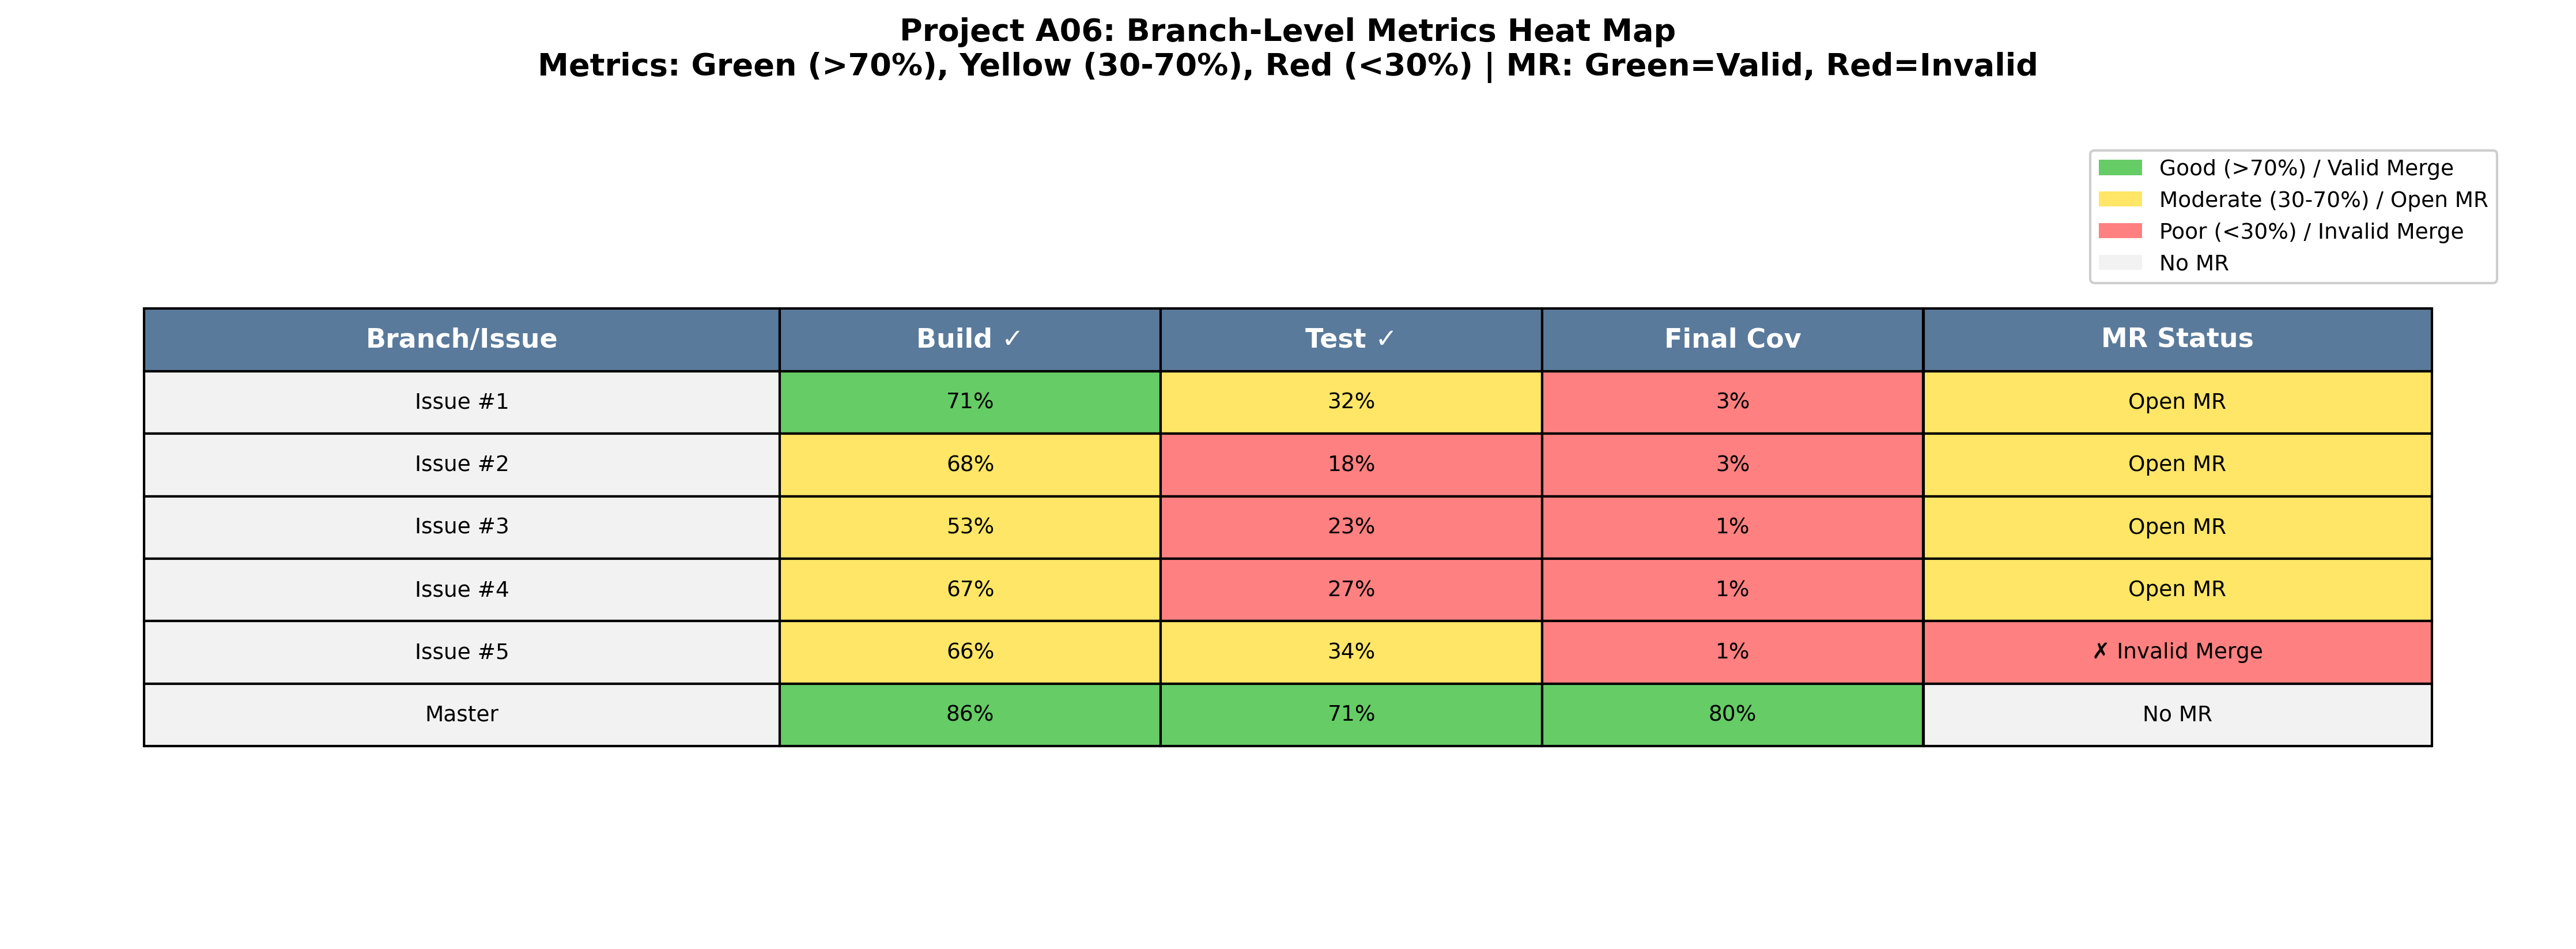 Project A06: Branch-Level Metrics Heat Map
Metrics: Green (>70%), Yellow (30-70%), Red (<30%) | MR: Green=Valid, Red=Invalid
Good (>70%) / Valid Merge
Moderate (30-70%) / Open MR
Poor (<30%) / Invalid Merge
No MR
Branch/Issue Build ✓ Test ✓ Final Cov MR Status
Issue #1 71% 32% 3% Open MR
Issue #2 68% 18% 3% Open MR
Issue #3 53% 23% 1% Open MR
Issue #4 67% 27% 1% Open MR
Issue #5 66% 34% 1% ✗ Invalid Merge
Master 86% 71% 80% No MR